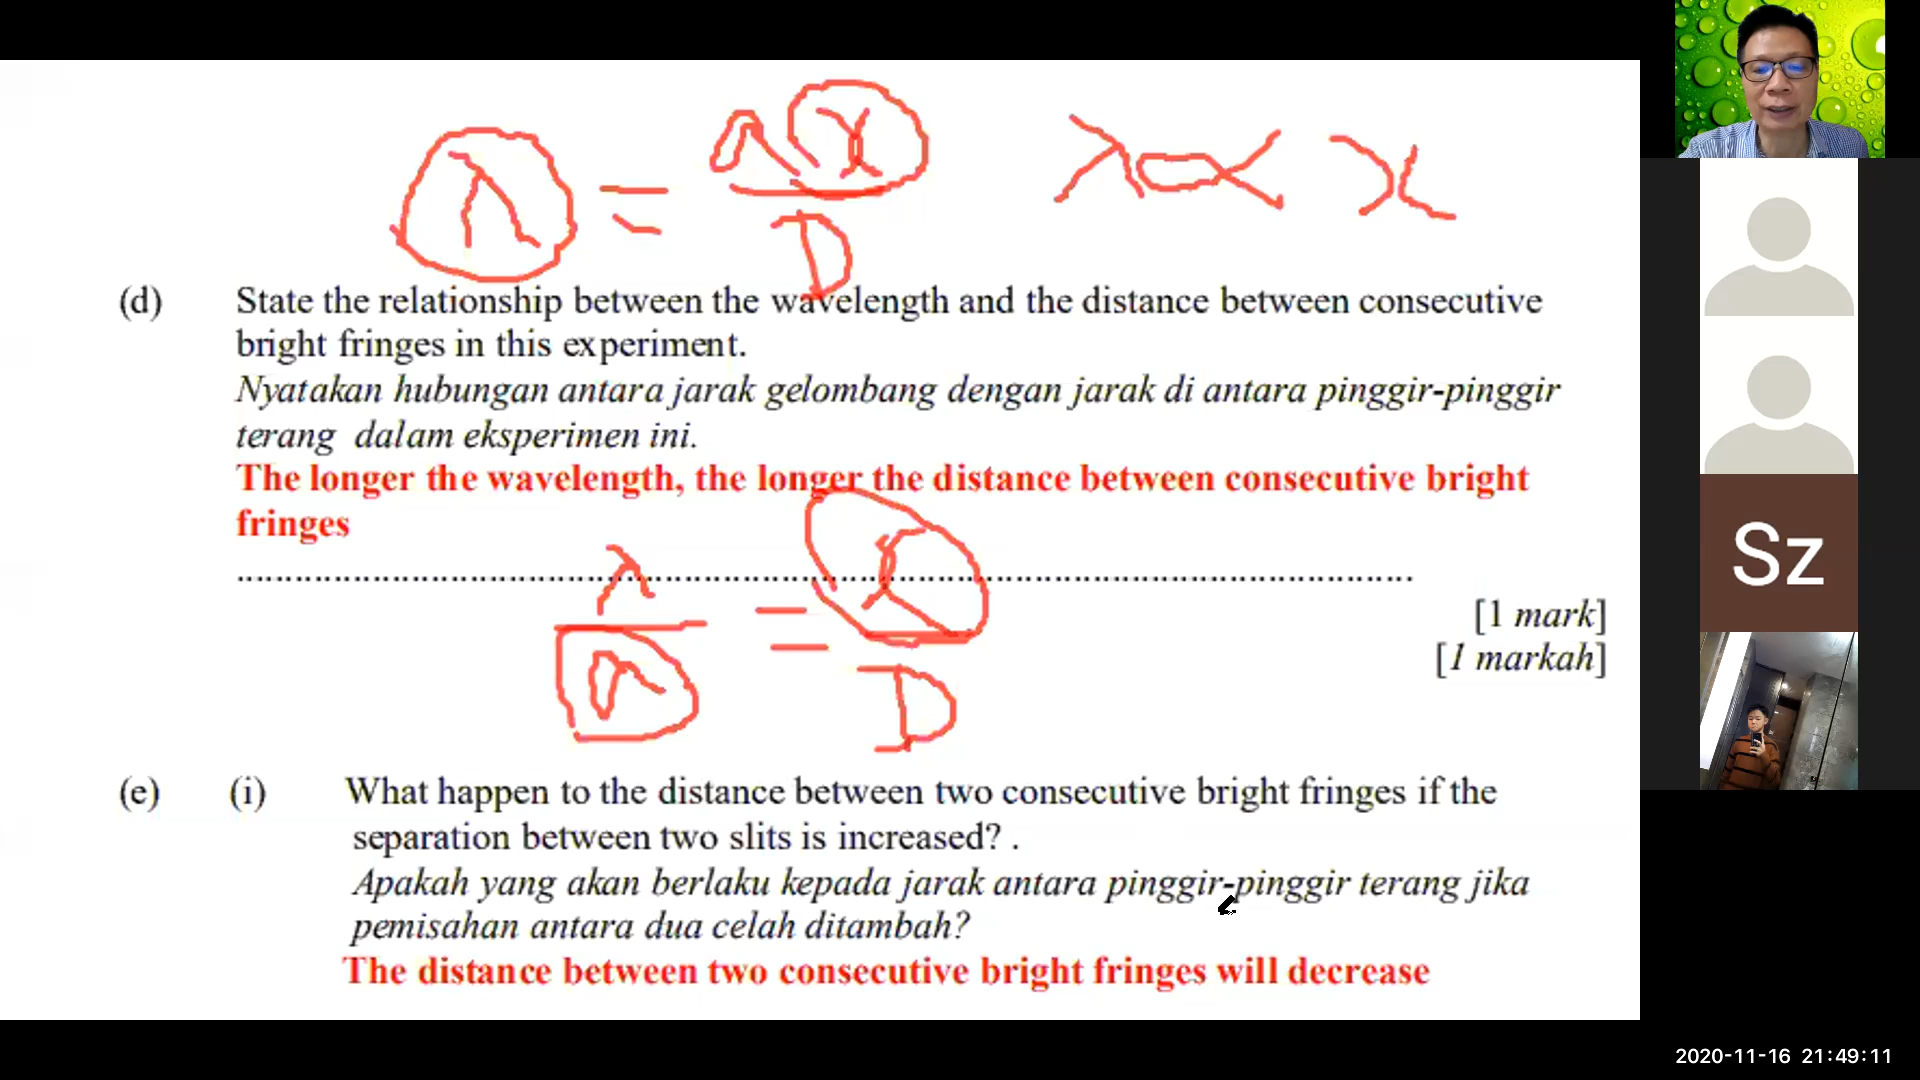 λ = ax / D λ ∝ x
(d) State the relationship between the wavelength and the distance between consecutive
bright fringes in this experiment.
Nyatakan hubungan antara jarak gelombang dengan jarak di antara pinggir-pinggir
terang dalam eksperimen ini.
The longer the wavelength, the longer the distance between consecutive bright
fringes
λ / a = x / D
[1 mark]
[1 markah]
(e) (i) What happen to the distance between two consecutive bright fringes if the
separation between two slits is increased? .
Apakah yang akan berlaku kepada jarak antara pinggir-pinggir terang jika
pemisahan antara dua celah ditambah?
The distance between two consecutive bright fringes will decrease
Sz
2020-11-16 21:49:11